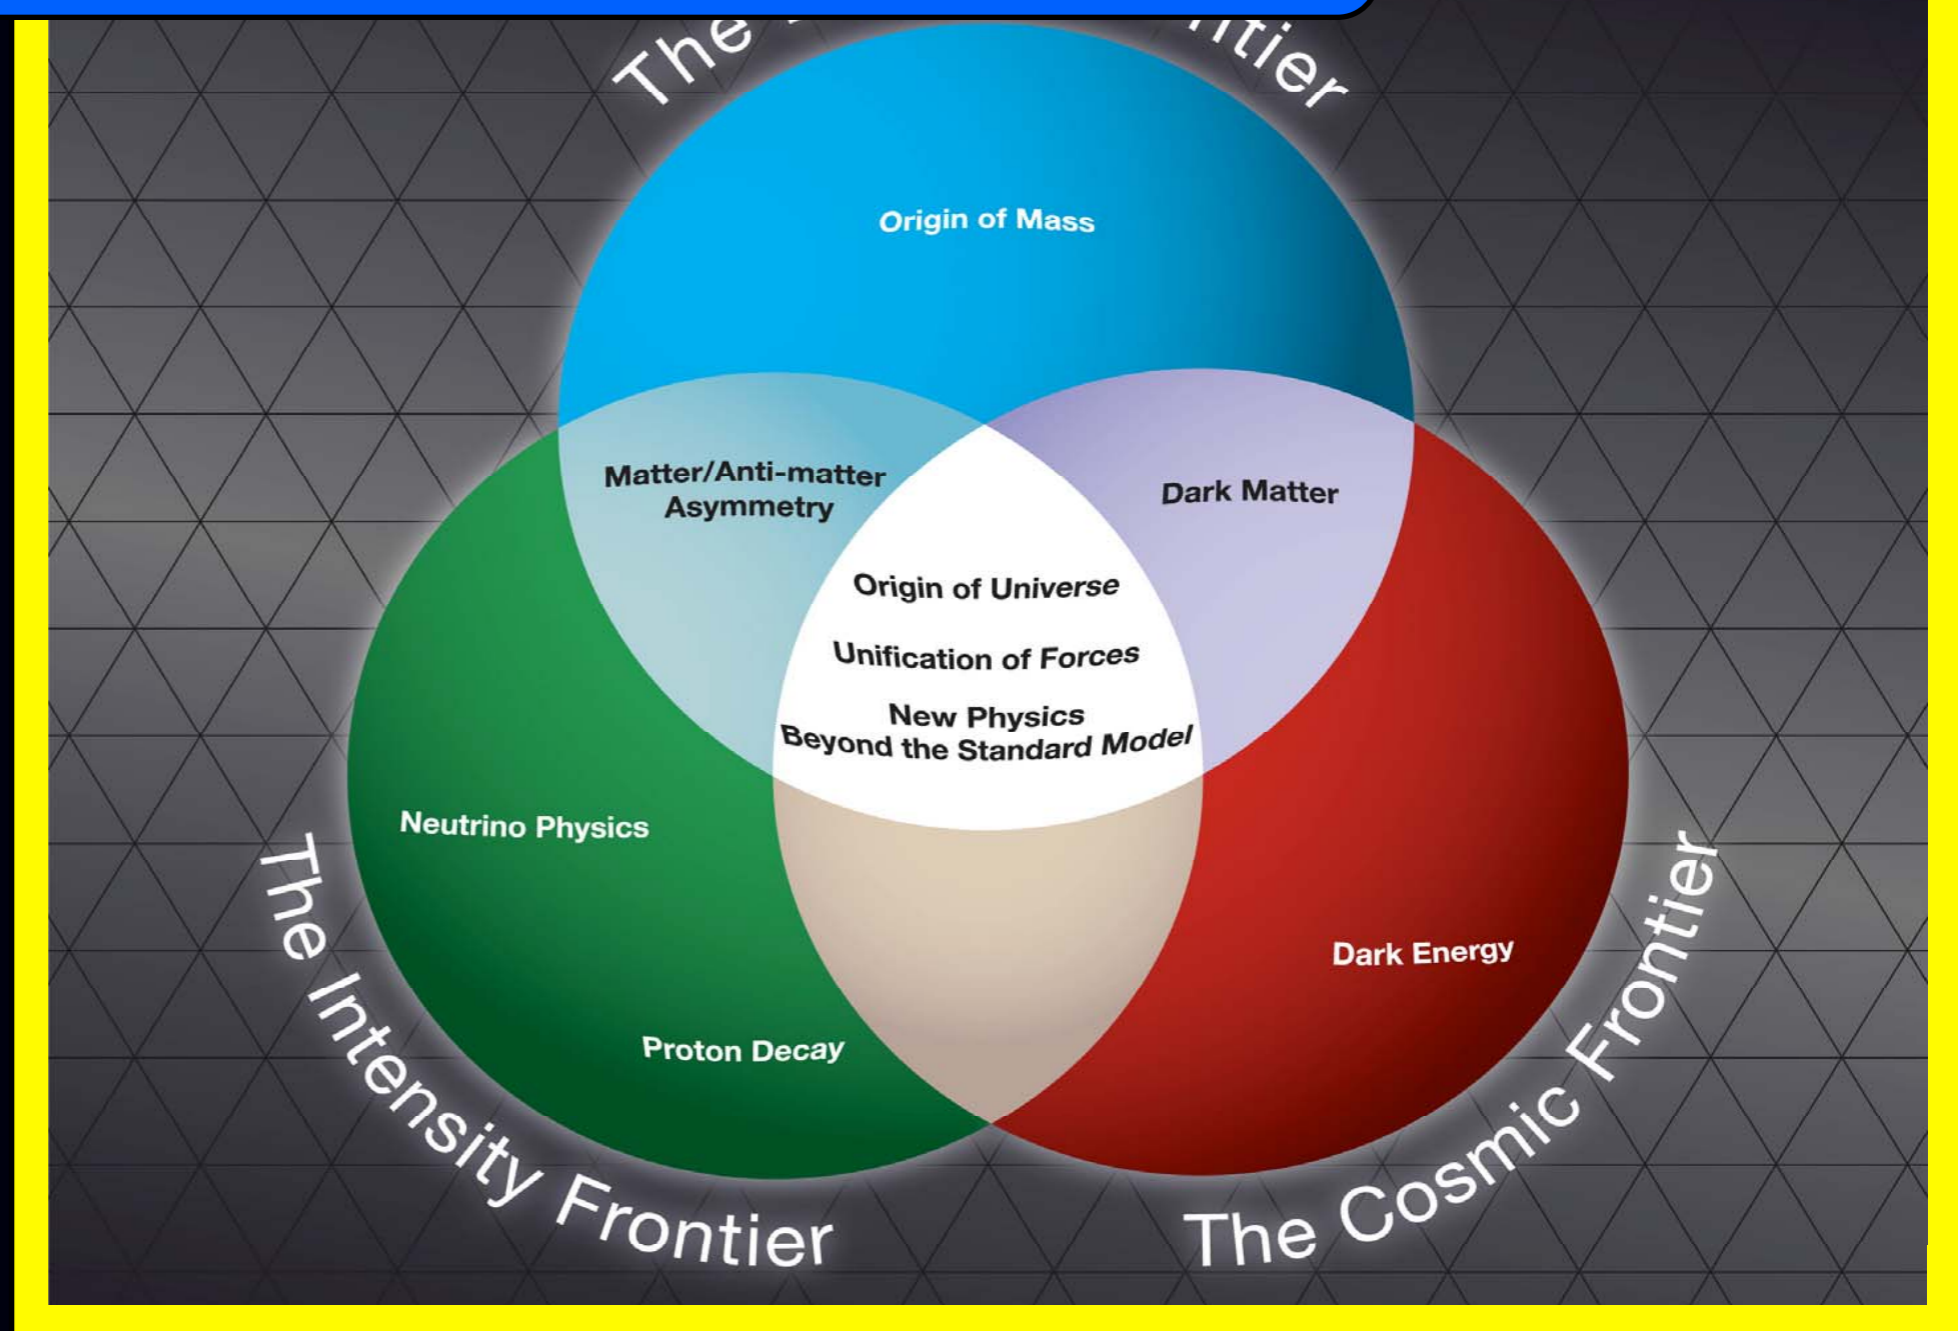 The
ntier
Origin of Mass
Matter/Anti-matter
Asymmetry
Dark Matter
Origin of Universe
Unification of Forces
New Physics
Beyond the Standard Model
Neutrino Physics
Dark Energy
Proton Decay
The Intensity Frontier
The Cosmic Frontier